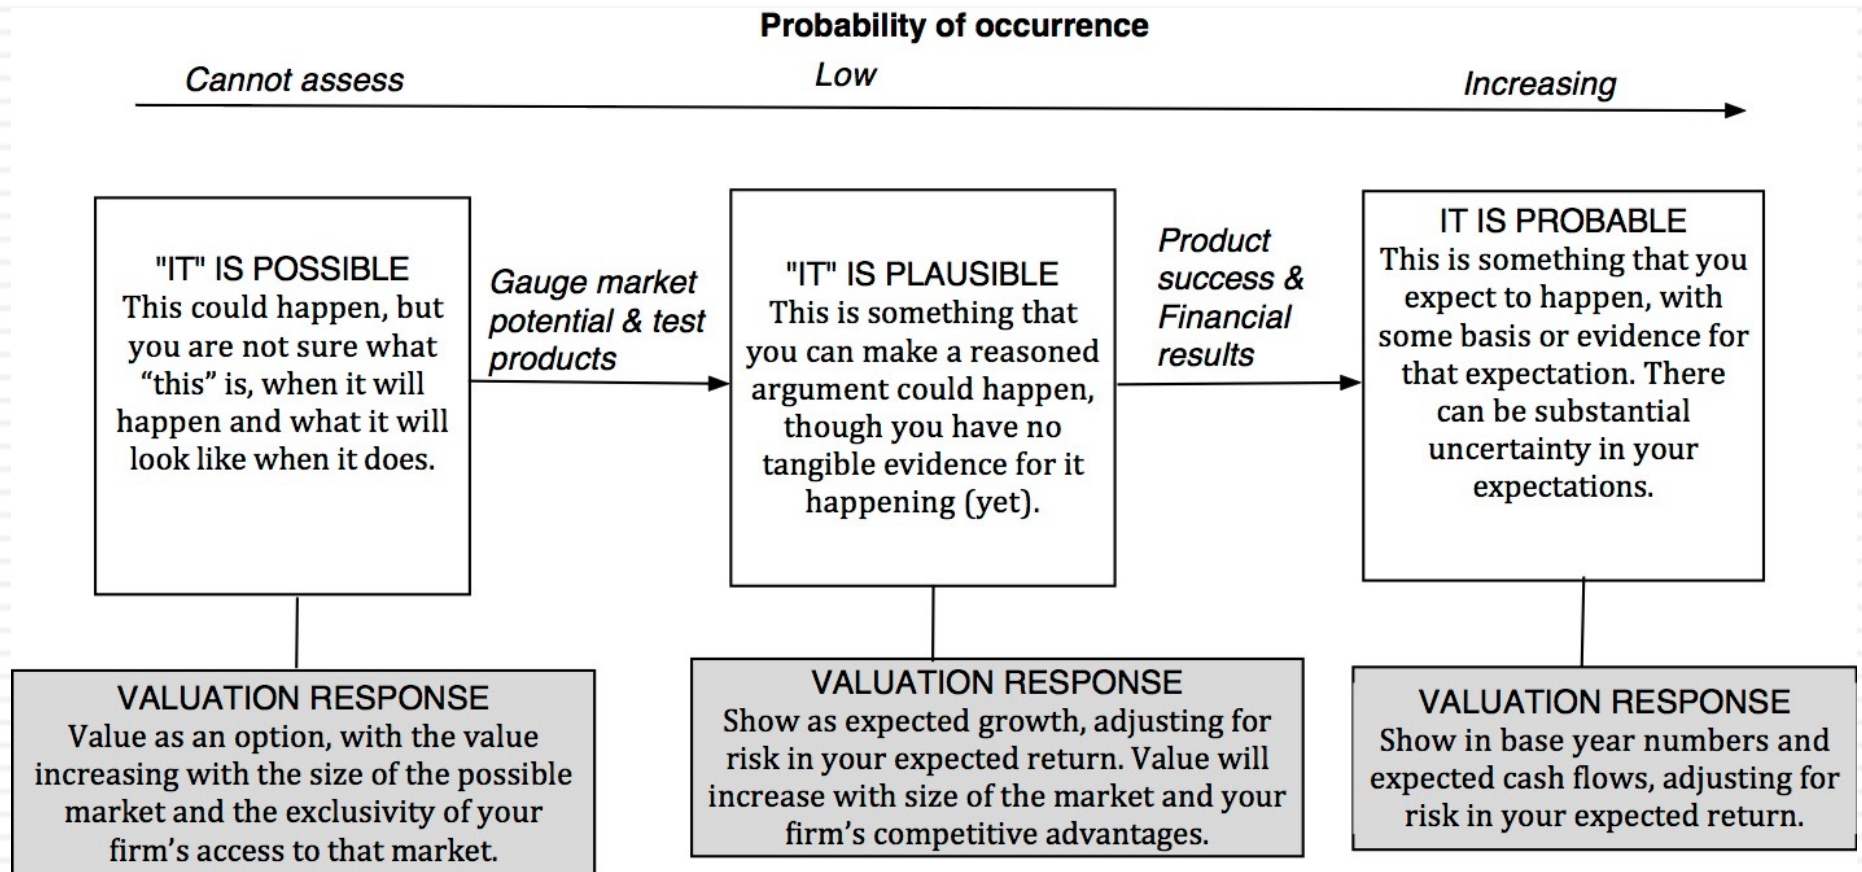 Probability of occurrence
Cannot assess
Low
Increasing
"IT" IS POSSIBLE
This could happen, but
you are not sure what
“this” is, when it will
happen and what it will
look like when it does.
Gauge market
potential & test
products
"IT" IS PLAUSIBLE
This is something that
you can make a reasoned
argument could happen,
though you have no
tangible evidence for it
happening (yet).
Product
success &
Financial
results
IT IS PROBABLE
This is something that you
expect to happen, with
some basis or evidence for
that expectation. There
can be substantial
uncertainty in your
expectations.
VALUATION RESPONSE
Value as an option, with the value
increasing with the size of the possible
market and the exclusivity of your
firm’s access to that market.
VALUATION RESPONSE
Show as expected growth, adjusting for
risk in your expected return. Value will
increase with size of the market and your
firm’s competitive advantages.
VALUATION RESPONSE
Show in base year numbers and
expected cash flows, adjusting for
risk in your expected return.